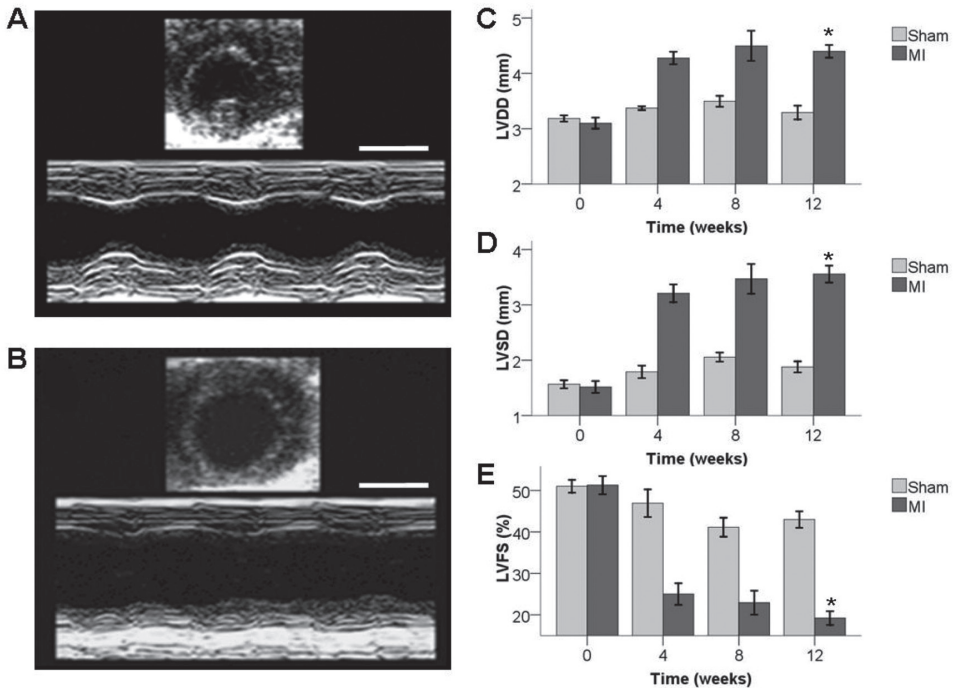 A
B
C
LVDD (mm)
5
4
3
2
*
0 4 8 12
Time (weeks)
Sham
MI
D
LVSD (mm)
4
3
2
1
*
0 4 8 12
Time (weeks)
Sham
MI
E
LVFS (%)
50
40
30
20
*
0 4 8 12
Time (weeks)
Sham
MI